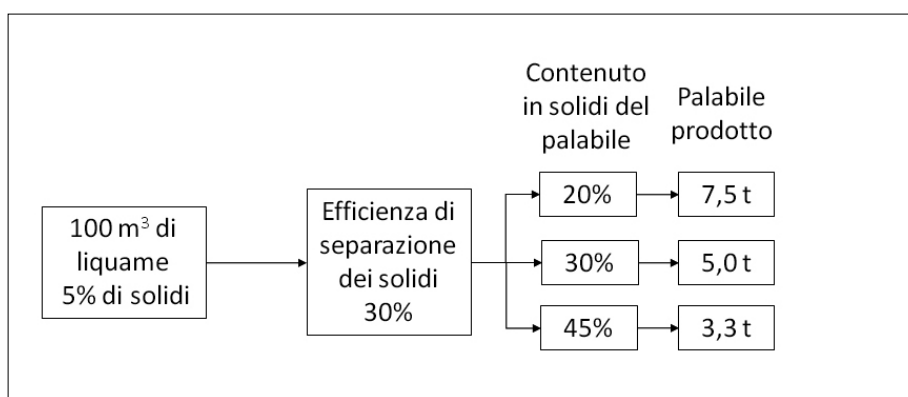 Contenuto
in solidi del
palabile
Palabile
prodotto
100 m³ di
liquame
5% di solidi
Efficienza di
separazione
dei solidi
30%
20%
7,5 t
30%
5,0 t
45%
3,3 t